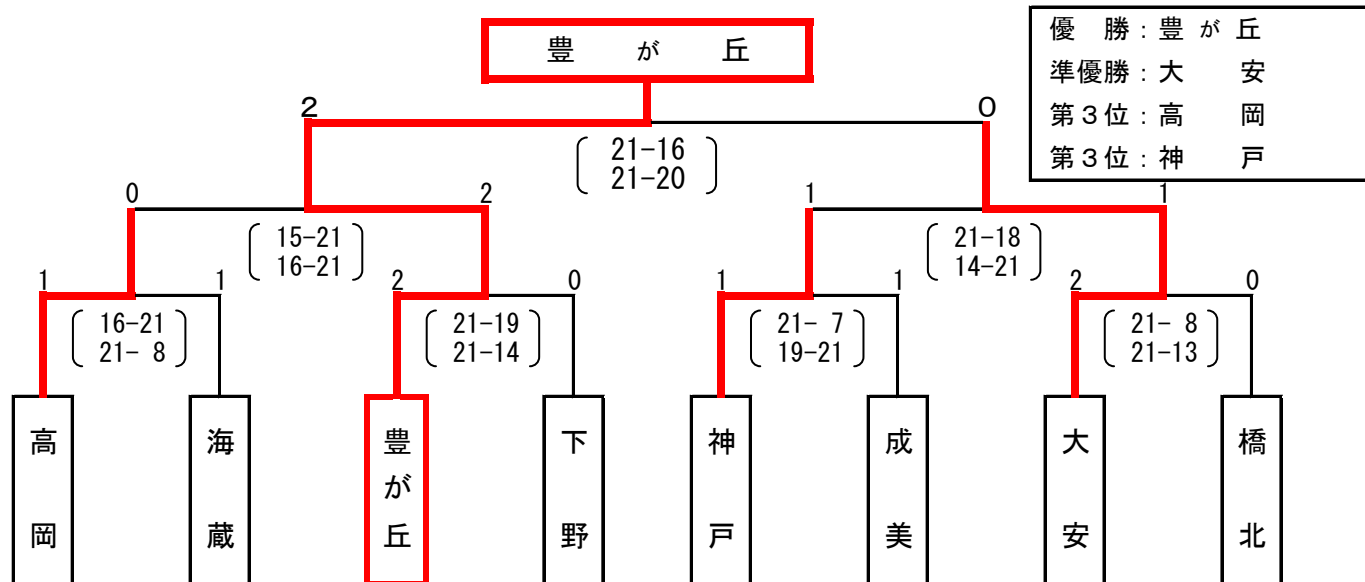 豊が丘
優勝：豊が丘
準優勝：大安
第３位：高岡
第３位：神戸
2 0
21-16
21-20
0 2 1 1
15-21
16-21
21-18
14-21
1 1 2 0 1 1 2 0
16-21
21- 8
21-19
21-14
21- 7
19-21
21- 8
21-13
高岡
海蔵
豊が丘
下野
神戸
成美
大安
橋北